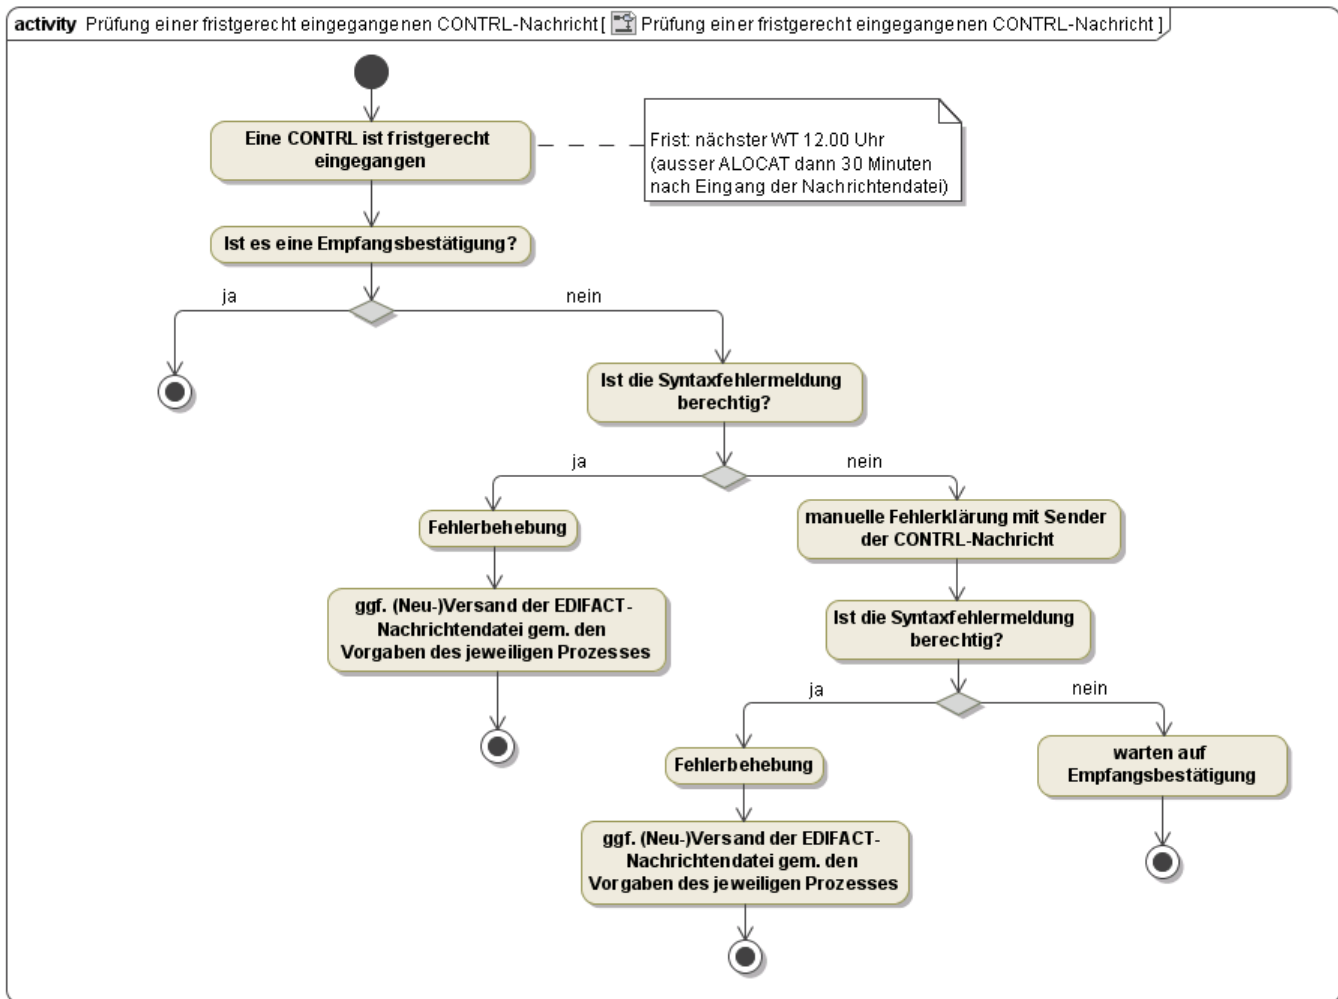 activity Prüfung einer fristgerecht eingegangenen CONTRL-Nachricht [ Prüfung einer fristgerecht eingegangenen CONTRL-Nachricht ]
Eine CONTRL ist fristgerecht
eingegangen
Frist: nächster WT 12.00 Uhr
(ausser ALOCAT dann 30 Minuten
nach Eingang der Nachrichtendatei)
Ist es eine Empfangsbestätigung?
ja
nein
Ist die Syntaxfehlermeldung
berechtig?
ja
nein
Fehlerbehebung
manuelle Fehlerklärung mit Sender
der CONTRL-Nachricht
ggf. (Neu-)Versand der EDIFACT-
Nachrichtendatei gem. den
Vorgaben des jeweiligen Prozesses
Ist die Syntaxfehlermeldung
berechtig?
ja
nein
Fehlerbehebung
warten auf
Empfangsbestätigung
ggf. (Neu-)Versand der EDIFACT-
Nachrichtendatei gem. den
Vorgaben des jeweiligen Prozesses